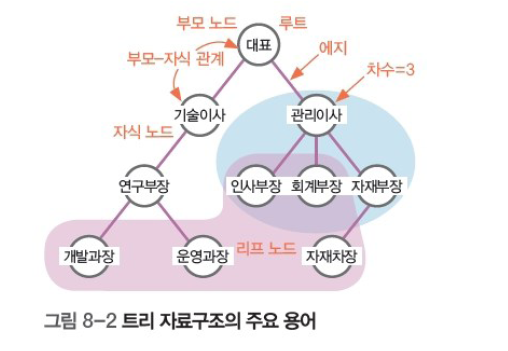 부모 노드
루트
대표
에지
부모–자식 관계
차수=3
기술이사
관리이사
자식 노드
연구부장
인사부장
회계부장
자재부장
개발과장
운영과장
리프 노드
자재차장
그림 8–2 트리 자료구조의 주요 용어